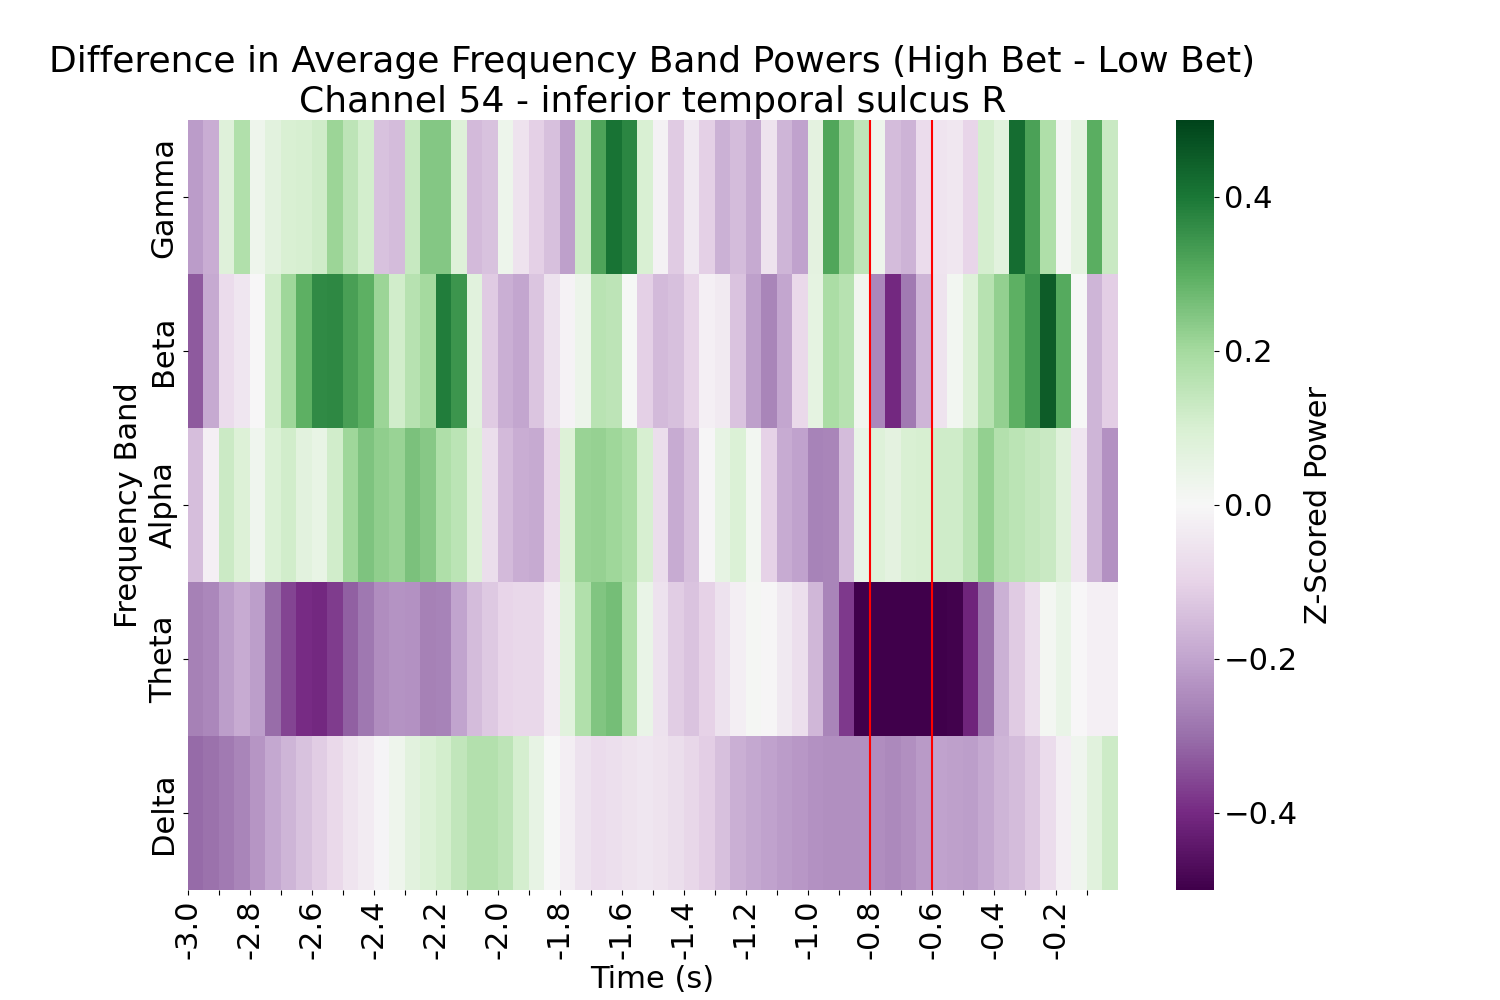 Difference in Average Frequency Band Powers (High Bet - Low Bet)
Channel 54 - inferior temporal sulcus R
Frequency Band
Gamma
Beta
Alpha
Theta
Delta
-3.0
-2.8
-2.6
-2.4
-2.2
-2.0
-1.8
-1.6
-1.4
-1.2
-1.0
-0.8
-0.6
-0.4
-0.2
Time (s)
0.4
0.2
0.0
−0.2
−0.4
Z-Scored Power